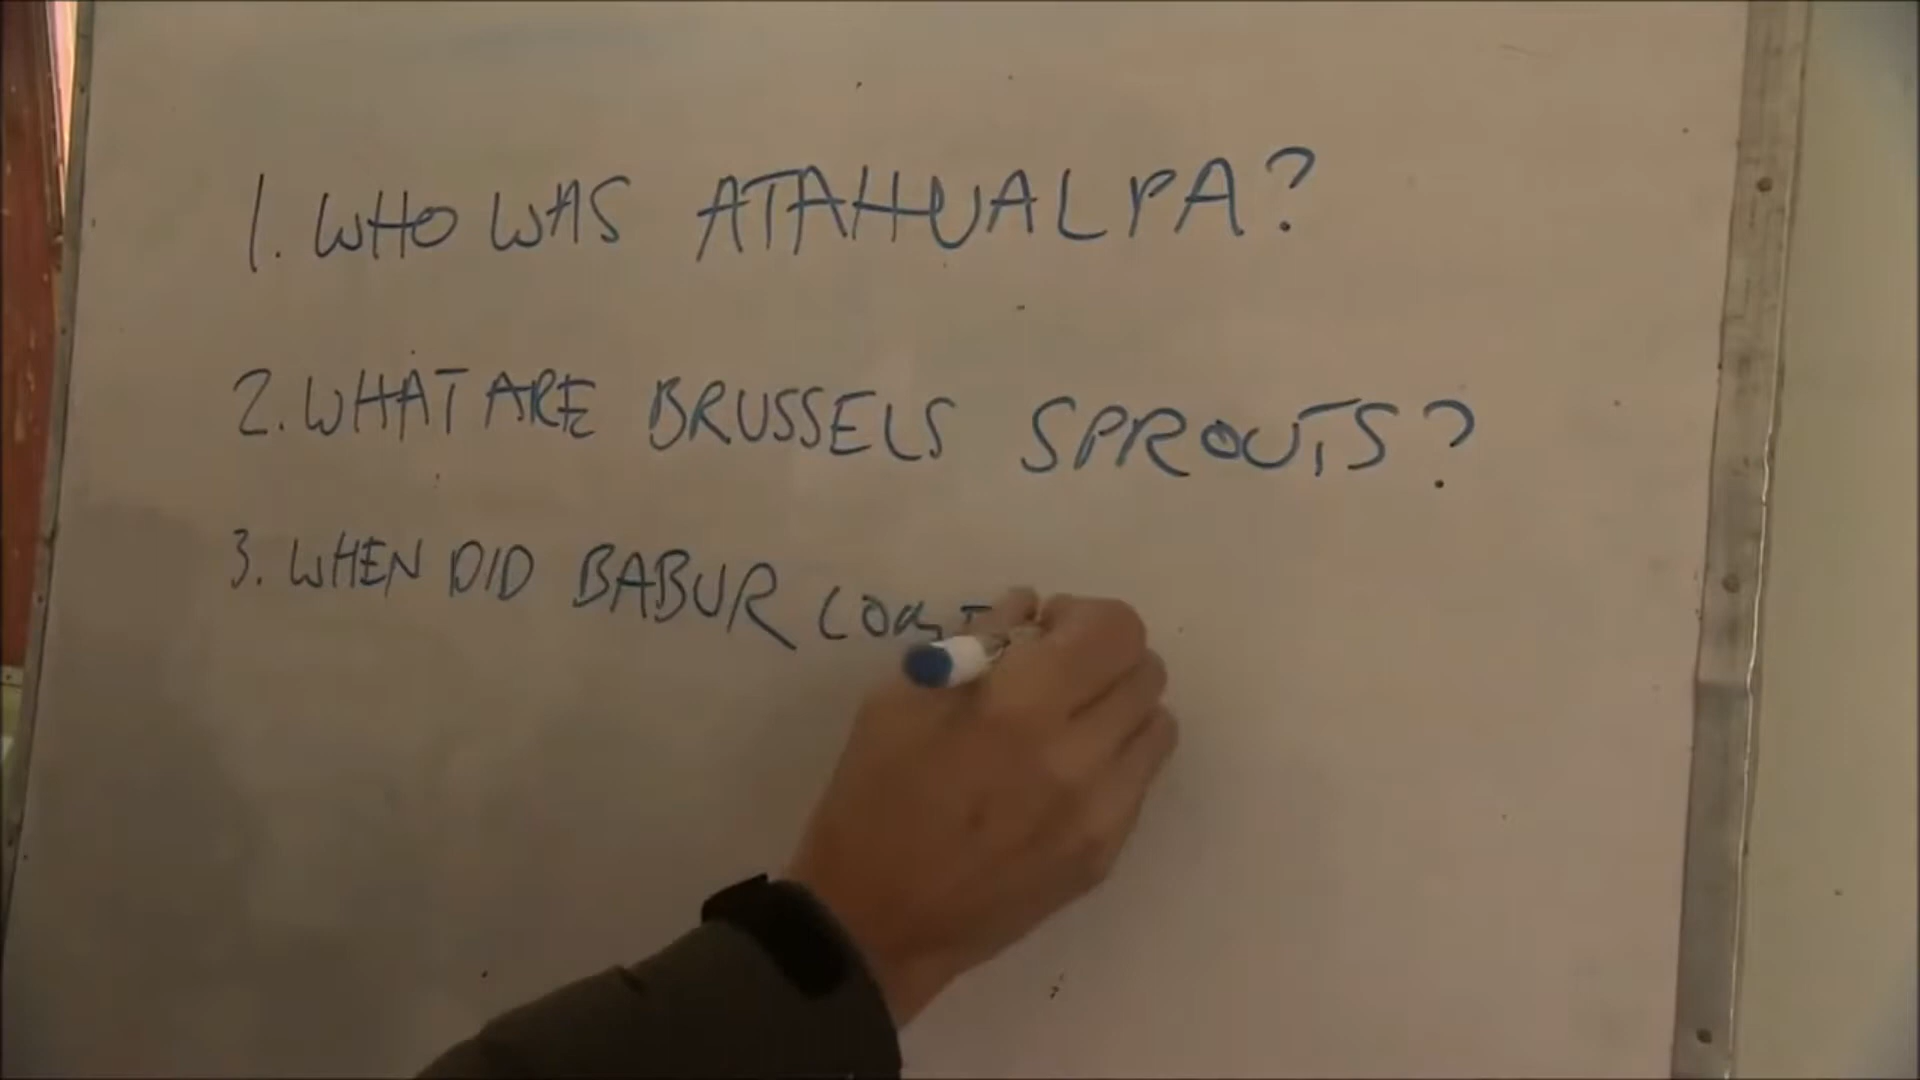 1. WHO WAS ATAHUALPA?
2. WHAT ARE BRUSSELS SPROUTS?
3. WHEN DID BABUR